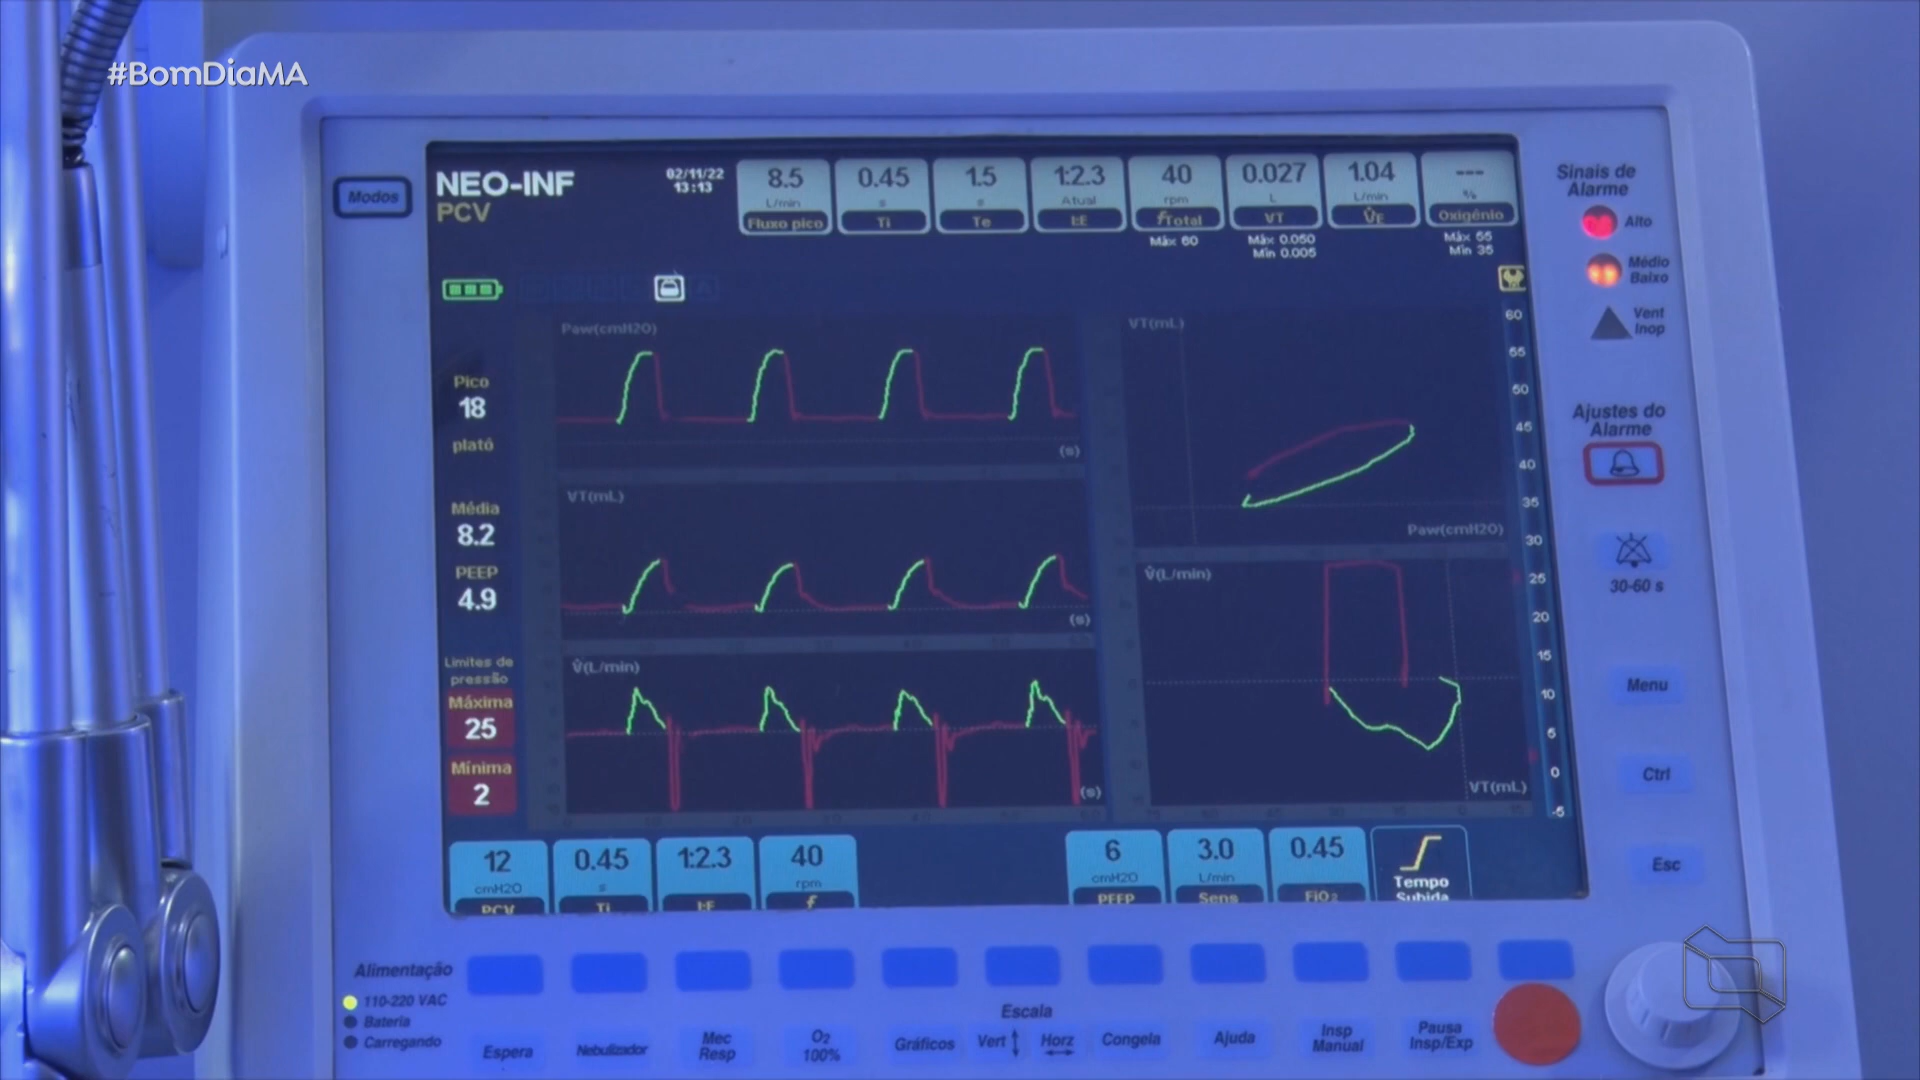 #BomDiaMA
Modos
NEO-INF
PCV
02/11/22
13:13
8.5
L/min
Fluxo pico
0.45
s
Ti
1.5
s
Te
1:2.3
Atual
I:E
40
rpm
fTotal
Máx 60
0.027
L
VT
Máx 0.050
Mín 0.005
1.04
L/min
V̇E
---
%
Oxigênio
Máx 55
Mín 35
Sinais de
Alarme
Alto
Médio
Baixo
Vent
Inop
Ajustes do
Alarme
30-60 s
Menu
Ctrl
Esc
Pico
18
platô
Média
8.2
PEEP
4.9
Limites de
pressão
Máxima
25
Mínima
2
Paw(cmH2O)
(s)
VT(mL)
(s)
V̇(L/min)
(s)
VT(mL)
Paw(cmH2O)
V̇(L/min)
VT(mL)
60
55
50
45
40
35
30
25
20
15
10
5
0
-5
12
cmH2O
PCV
0.45
s
Ti
1:2.3
I:E
40
rpm
f
6
cmH2O
PEEP
3.0
L/min
Sens
0.45
FiO2
Tempo
Subida
Alimentação
110-220 VAC
Bateria
Carregando
Espera
Nebulizador
Mec
Resp
O2
100%
Gráficos
Escala
Vert
Horz
Congela
Ajuda
Insp
Manual
Pausa
Insp/Exp